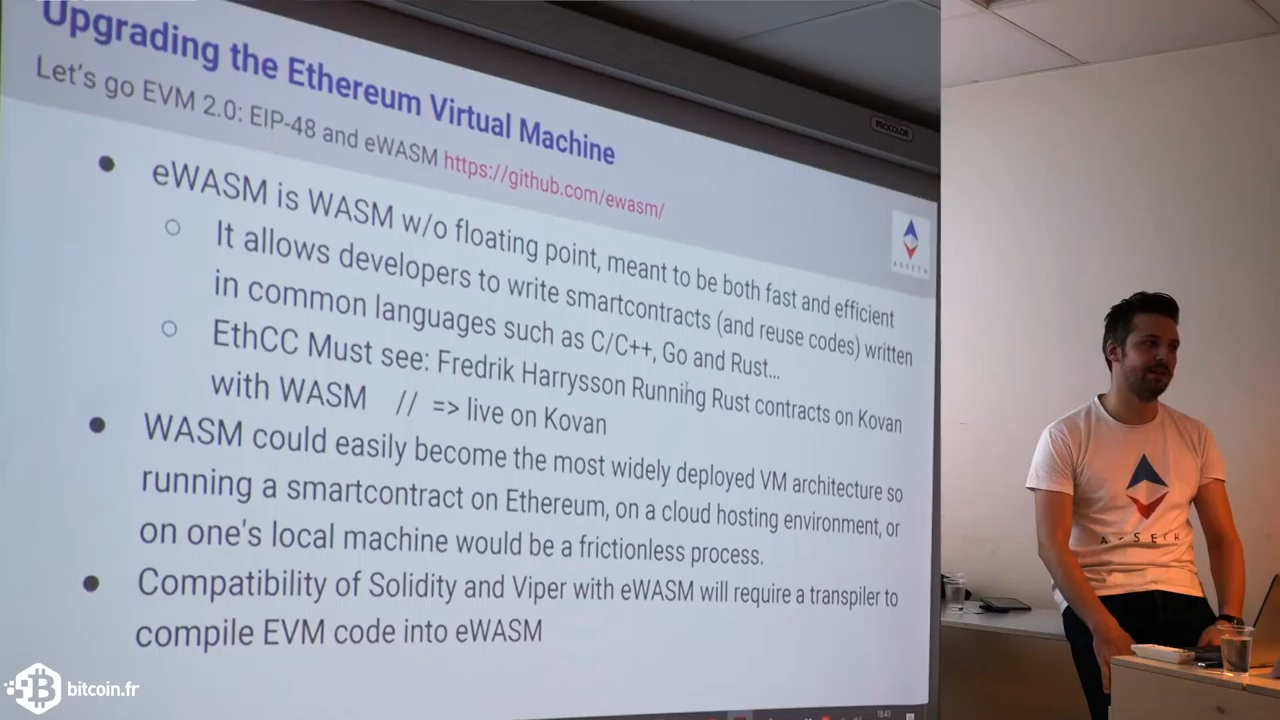 Upgrading the Ethereum Virtual Machine
Let's go EVM 2.0: EIP-48 and eWASM https://github.com/ewasm/
eWASM is WASM w/o floating point, meant to be both fast and efficient
It allows developers to write smartcontracts (and reuse codes) written
in common languages such as C/C++, Go and Rust...
EthCC Must see: Fredrik Harrysson Running Rust contracts on Kovan
with WASM // => live on Kovan
WASM could easily become the most widely deployed VM architecture so
running a smartcontract on Ethereum, on a cloud hosting environment, or
on one's local machine would be a frictionless process.
Compatibility of Solidity and Viper with eWASM will require a transpiler to
compile EVM code into eWASM
PROCOLOR
ASSETH
ASSETH
bitcoin.fr